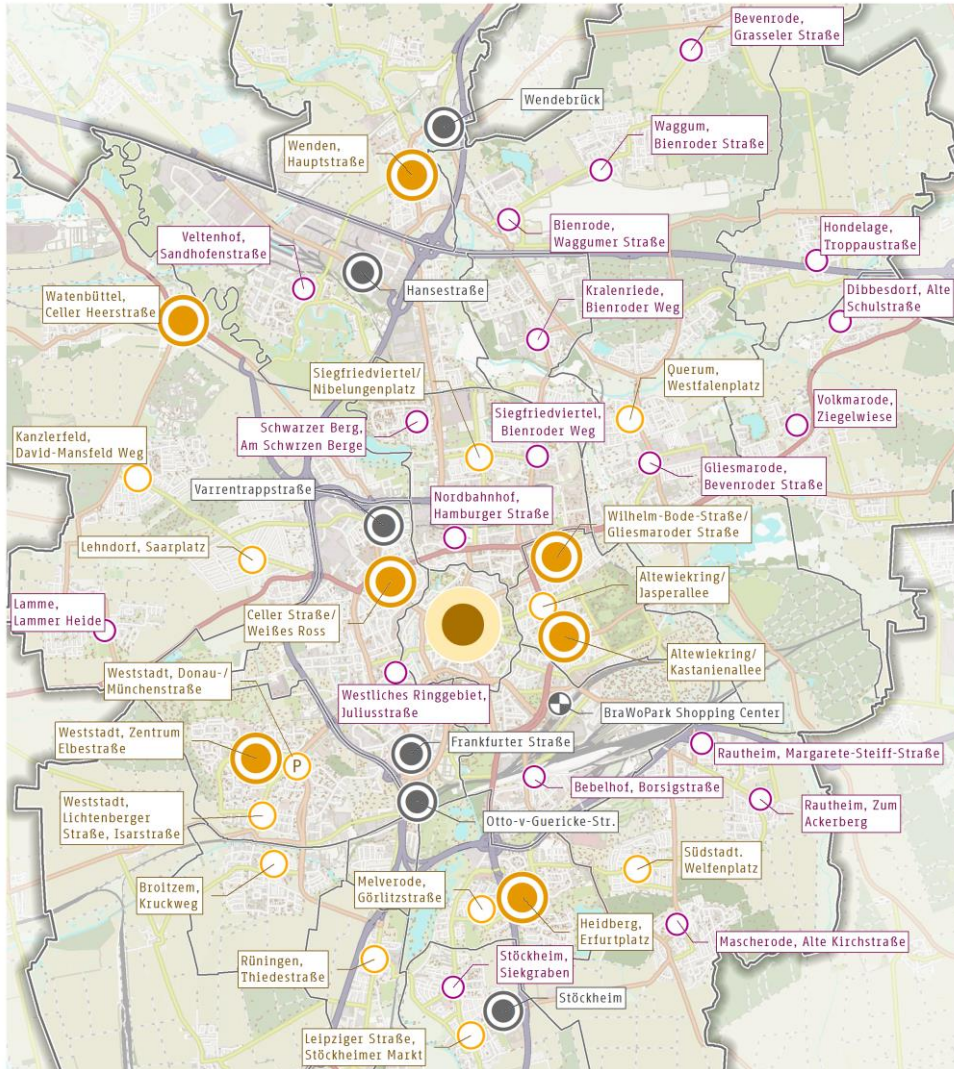 Bevenrode,
Grasseler Straße
Wendebrück
Wenden,
Hauptstraße
Waggum,
Bienroder Straße
Bienrode,
Waggumer Straße
Veltenhof,
Sandhofenstraße
Hondelage,
Troppaustraße
Hansestraße
Kralenriede,
Bienroder Weg
Dibbesdorf, Alte
Schulstraße
Watenbüttel,
Celler Heerstraße
Siegfriedviertel/
Nibelungenplatz
Querum,
Westfalenplatz
Schwarzer Berg,
Am Schwrzen Berge
Siegfriedviertel,
Bienroder Weg
Volkmarode,
Ziegelwiese
Kanzlerfeld,
David-Mansfeld Weg
Gliesmarode,
Bevenroder Straße
Varrentrappstraße
Nordbahnhof,
Hamburger Straße
Wilhelm-Bode-Straße/
Gliesmaroder Straße
Lehndorf, Saarplatz
Altewiekring/
Jasperallee
Lamme,
Lammer Heide
Celler Straße/
Weißes Ross
Altewiekring/
Kastanienallee
Weststadt, Donau-/
Münchenstraße
Westliches Ringgebiet,
Juliusstraße
BraWoPark Shopping Center
Weststadt, Zentrum
Elbestraße
Frankfurter Straße
Rautheim, Margarete-Steiff-Straße
P
Bebelhof, Borsigstraße
Weststadt,
Lichtenberger
Straße, Isarstraße
Otto-v-Guericke-Str.
Rautheim, Zum
Ackerberg
Broitzem,
Kruckweg
Melverode,
Görlitzstraße
Südstadt,
Welfenplatz
Heidberg,
Erfurtplatz
Mascherode, Alte Kirchstraße
Rüningen,
Thiedestraße
Stöckheim,
Siekgraben
Stöckheim
Leipziger Straße,
Stöckheimer Markt